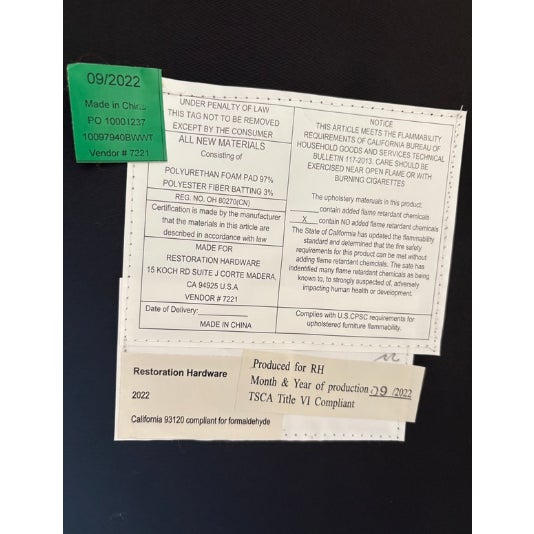 09/2022
Made in China
PO 10001237
10097940BWWT
Vendor # 7221
UNDER PENALTY OF LAW
THIS TAG NOT TO BE REMOVED
EXCEPT BY THE CONSUMER
ALL NEW MATERIALS
Consisting of
POLYURETHAN FOAM PAD 97%
POLYESTER FIBER BATTING 3%
REG. NO. OH 80270(CN)
Certification is made by the manufacturer
that the materials in this article are
described in accordance with law
MADE FOR
RESTORATION HARDWARE
15 KOCH RD SUITE J CORTE MADERA,
CA 94925 U.S.A
VENDOR # 7221
Date of Delivery:
MADE IN CHINA
NOTICE
THIS ARTICLE MEETS THE FLAMMABILITY
REQUIREMENTS OF CALIFORNIA BUREAU OF
HOUSEHOLD GOODS AND SERVICES TECHNICAL
BULLETIN 117-2013. CARE SHOULD BE
EXERCISED NEAR OPEN FLAME OR WITH
BURNING CIGARETTES
The upholstery materials in this product:
contain added flame retardant chemicals
X contain NO added flame retardant chemicals
The State of California has updated the flammability
standard and determined that the fire safety
requirements for this product can be met without
adding flame retardant chemcials. The sate has
indentified many flame retardant chemicals as being
known to, to strongly suspected of, adversely
impacting human health or development.
Complies with U.S.CPSC requirements for
upholstered furniture flammability.
Restoration Hardware
2022
California 93120 compliant for formaldehyde
Produced for RH
Month & Year of production 09 /2022
TSCA Title VI Compliant